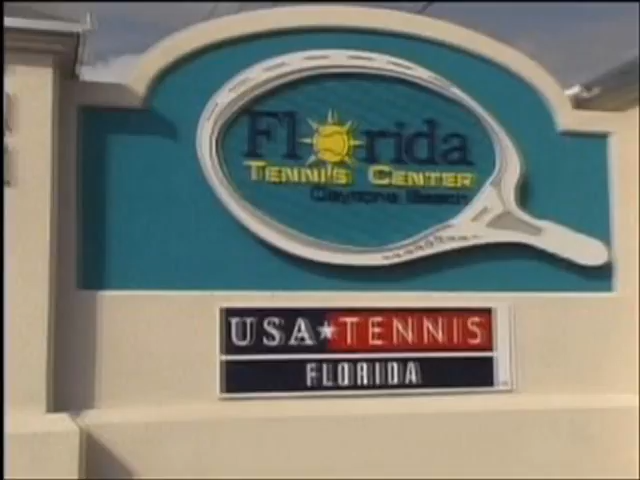 Florida
TENNIS CENTER
Daytona Beach
USA★TENNIS
FLORIDA